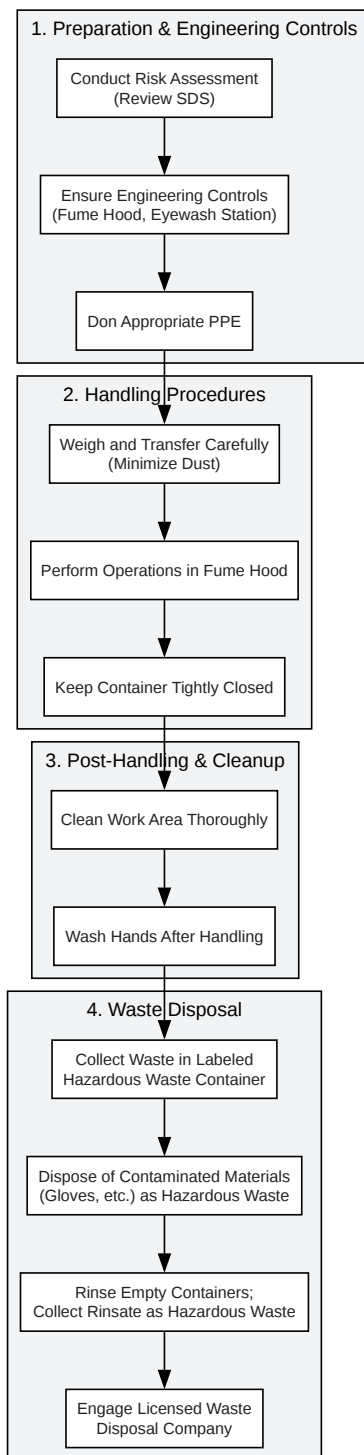 1. Preparation & Engineering Controls
Conduct Risk Assessment
(Review SDS)
Ensure Engineering Controls
(Fume Hood, Eyewash Station)
Don Appropriate PPE
2. Handling Procedures
Weigh and Transfer Carefully
(Minimize Dust)
Perform Operations in Fume Hood
Keep Container Tightly Closed
3. Post-Handling & Cleanup
Clean Work Area Thoroughly
Wash Hands After Handling
4. Waste Disposal
Collect Waste in Labeled
Hazardous Waste Container
Dispose of Contaminated Materials
(Gloves, etc.) as Hazardous Waste
Rinse Empty Containers;
Collect Rinsate as Hazardous Waste
Engage Licensed Waste
Disposal Company